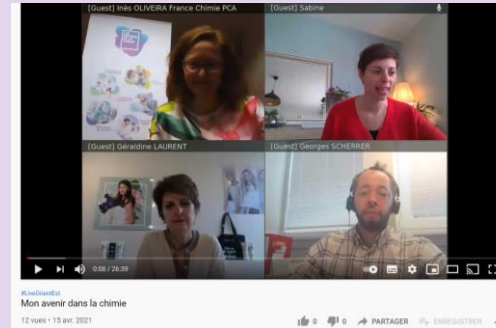 [Guest] Inès OLIVEIRA France Chimie PCA
[Guest] Sabine
[Guest] Géraldine LAURENT
[Guest] Georges SCHERRER
0:08 / 26:39
#LiveOrientEst
Mon avenir dans la chimie
12 vues • 15 avr. 2021
0
0
PARTAGER
ENREGISTRER